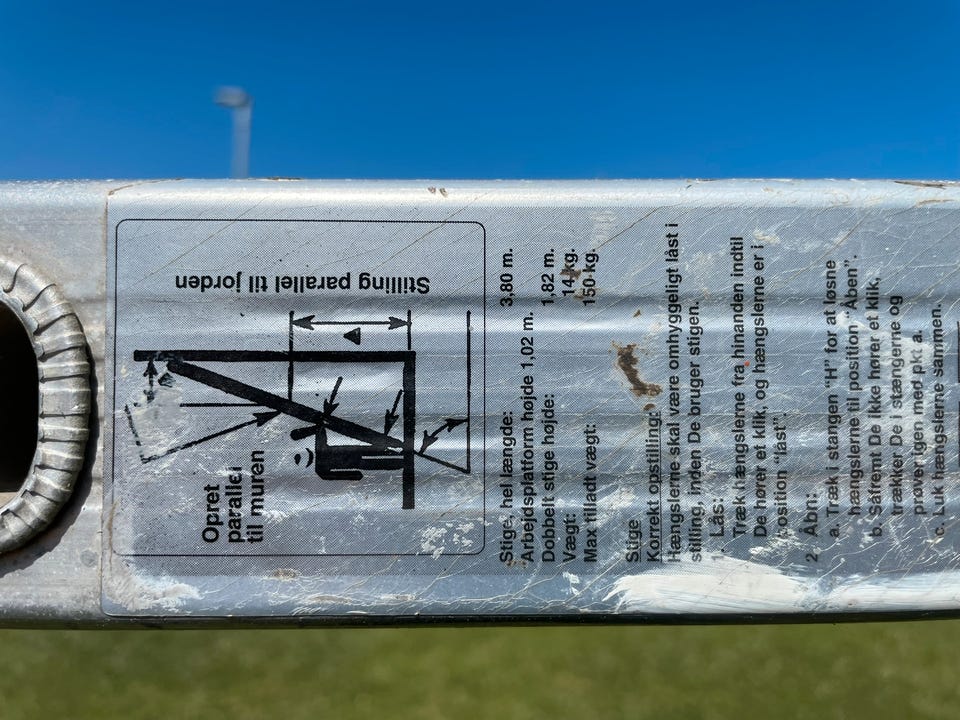 Stilling parallel til jorden
Opret
parallel
til muren
Stige, hel længde: 3,80 m.
Arbejdsplatform højde 1,02 m.
Dobbelt stige højde: 1,82 m.
Vægt: 14 kg.
Max tilladt vægt: 150 kg.
Stige
Korrekt opstilling:
Hængslerne skal være omhyggeligt låst i
stilling, inden De bruger stigen.
Lås:
Træk hængslerne fra hinanden indtil
De hører et klik, og hængslerne er i
position "låst".
2 Åbn:
a. Træk i stangen "H" for at løsne
hængslerne til position "Åben".
b. Såfremt De ikke hører et klik,
trækker De i stængerne og
prøver igen med pkt a.
c. Luk hængslerne sammen.